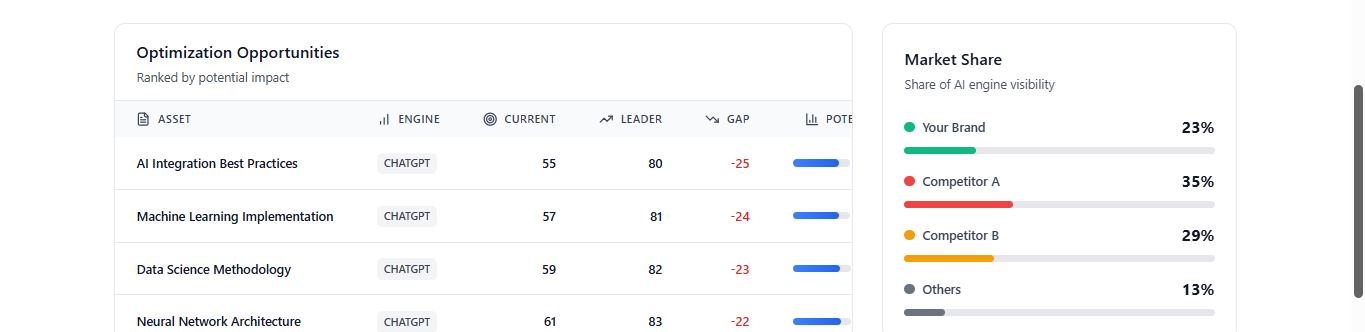 Optimization Opportunities
Ranked by potential impact
ASSET ENGINE CURRENT LEADER GAP POTE
AI Integration Best Practices CHATGPT 55 80 -25
Machine Learning Implementation CHATGPT 57 81 -24
Data Science Methodology CHATGPT 59 82 -23
Neural Network Architecture CHATGPT 61 83 -22
Market Share
Share of AI engine visibility
Your Brand 23%
Competitor A 35%
Competitor B 29%
Others 13%